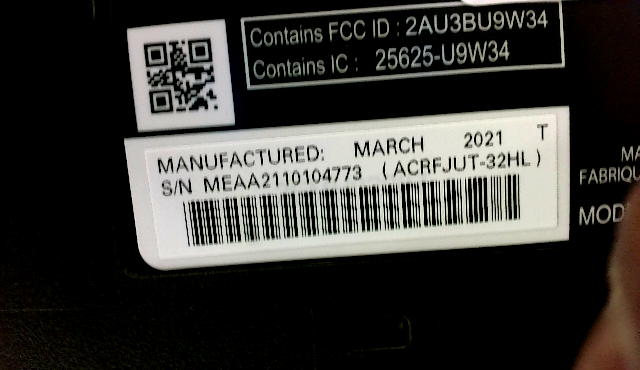 Contains FCC ID : 2AU3BU9W34
Contains IC : 25625-U9W34
MANUFACTURED: MARCH 2021 T
S/N MEAA2110104773 (ACRFJUT-32HL)